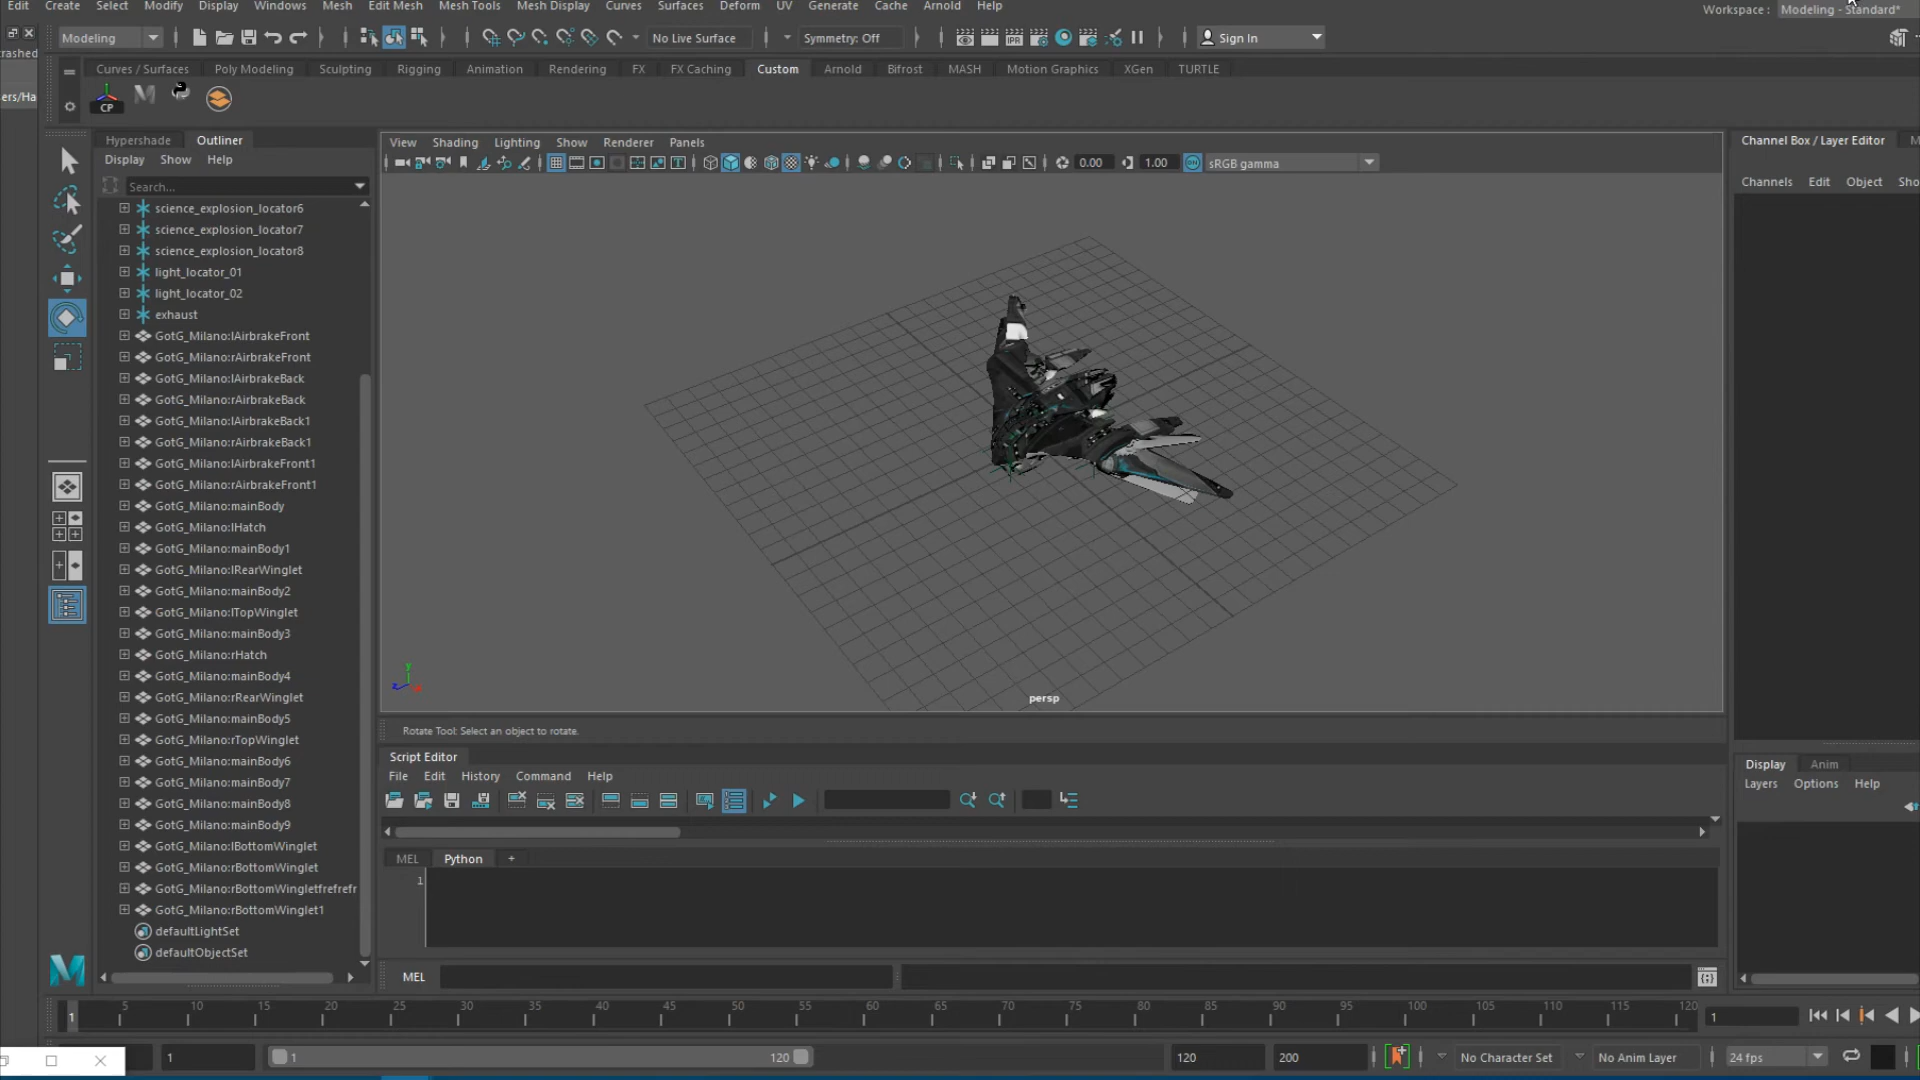 Edit Create Select Modify Display Windows Mesh Edit Mesh Mesh Tools Mesh Display Curves Surfaces Deform UV Generate Cache Arnold Help
Workspace : Modeling - Standard*
Modeling No Live Surface Symmetry: Off Sign In
rashed
Curves / Surfaces Poly Modeling Sculpting Rigging Animation Rendering FX FX Caching Custom Arnold Bifrost MASH Motion Graphics XGen TURTLE
ers/Ha
CP
Hypershade Outliner
Display Show Help
Search...
science_explosion_locator6
science_explosion_locator7
science_explosion_locator8
light_locator_01
light_locator_02
exhaust
GotG_Milano:lAirbrakeFront
GotG_Milano:rAirbrakeFront
GotG_Milano:lAirbrakeBack
GotG_Milano:rAirbrakeBack
GotG_Milano:lAirbrakeBack1
GotG_Milano:rAirbrakeBack1
GotG_Milano:lAirbrakeFront1
GotG_Milano:rAirbrakeFront1
GotG_Milano:mainBody
GotG_Milano:lHatch
GotG_Milano:mainBody1
GotG_Milano:lRearWinglet
GotG_Milano:mainBody2
GotG_Milano:lTopWinglet
GotG_Milano:mainBody3
GotG_Milano:rHatch
GotG_Milano:mainBody4
GotG_Milano:rRearWinglet
GotG_Milano:mainBody5
GotG_Milano:rTopWinglet
GotG_Milano:mainBody6
GotG_Milano:mainBody7
GotG_Milano:mainBody8
GotG_Milano:mainBody9
GotG_Milano:lBottomWinglet
GotG_Milano:rBottomWinglet
GotG_Milano:rBottomWingletfrefrefr
GotG_Milano:rBottomWinglet1
defaultLightSet
defaultObjectSet
View Shading Lighting Show Renderer Panels
IPR
0.00 1.00 ON sRGB gamma
y
z
persp
Rotate Tool: Select an object to rotate.
Script Editor
File Edit History Command Help
MEL Python +
1
MEL
Channel Box / Layer Editor M
Channels Edit Object Sho
Display Anim
Layers Options Help
1 5 10 15 20 25 30 35 40 45 50 55 60 65 70 75 80 85 90 95 100 105 110 115 120 1
1 1 120 120 200 No Character Set No Anim Layer 24 fps